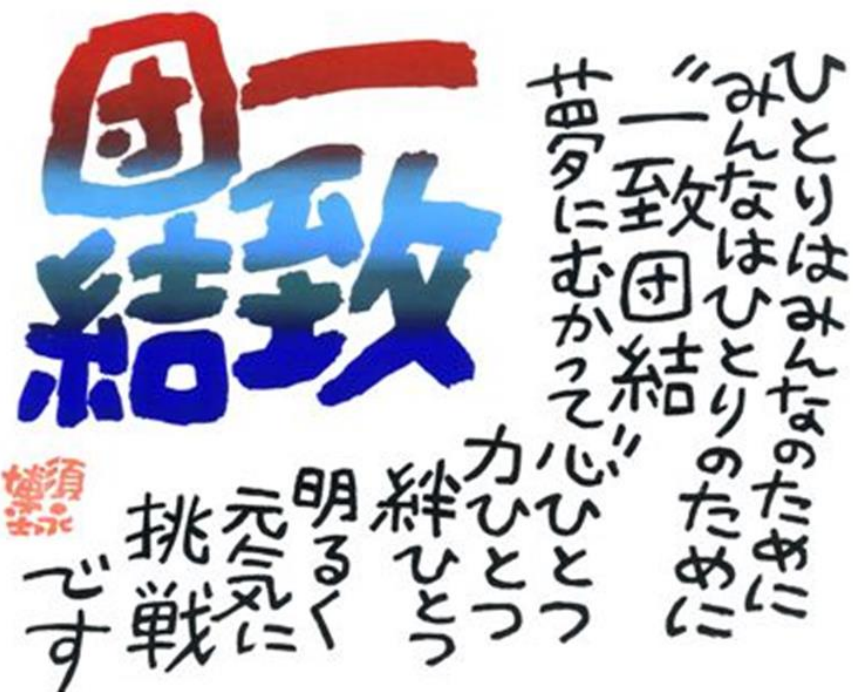 一致
団結
ひとりはみんなのために
みんなはひとりのために
〝一致団結〟
夢にむかって
心ひとつ
力ひとつ
絆ひとつ
明るく
元気に
挑戦
です